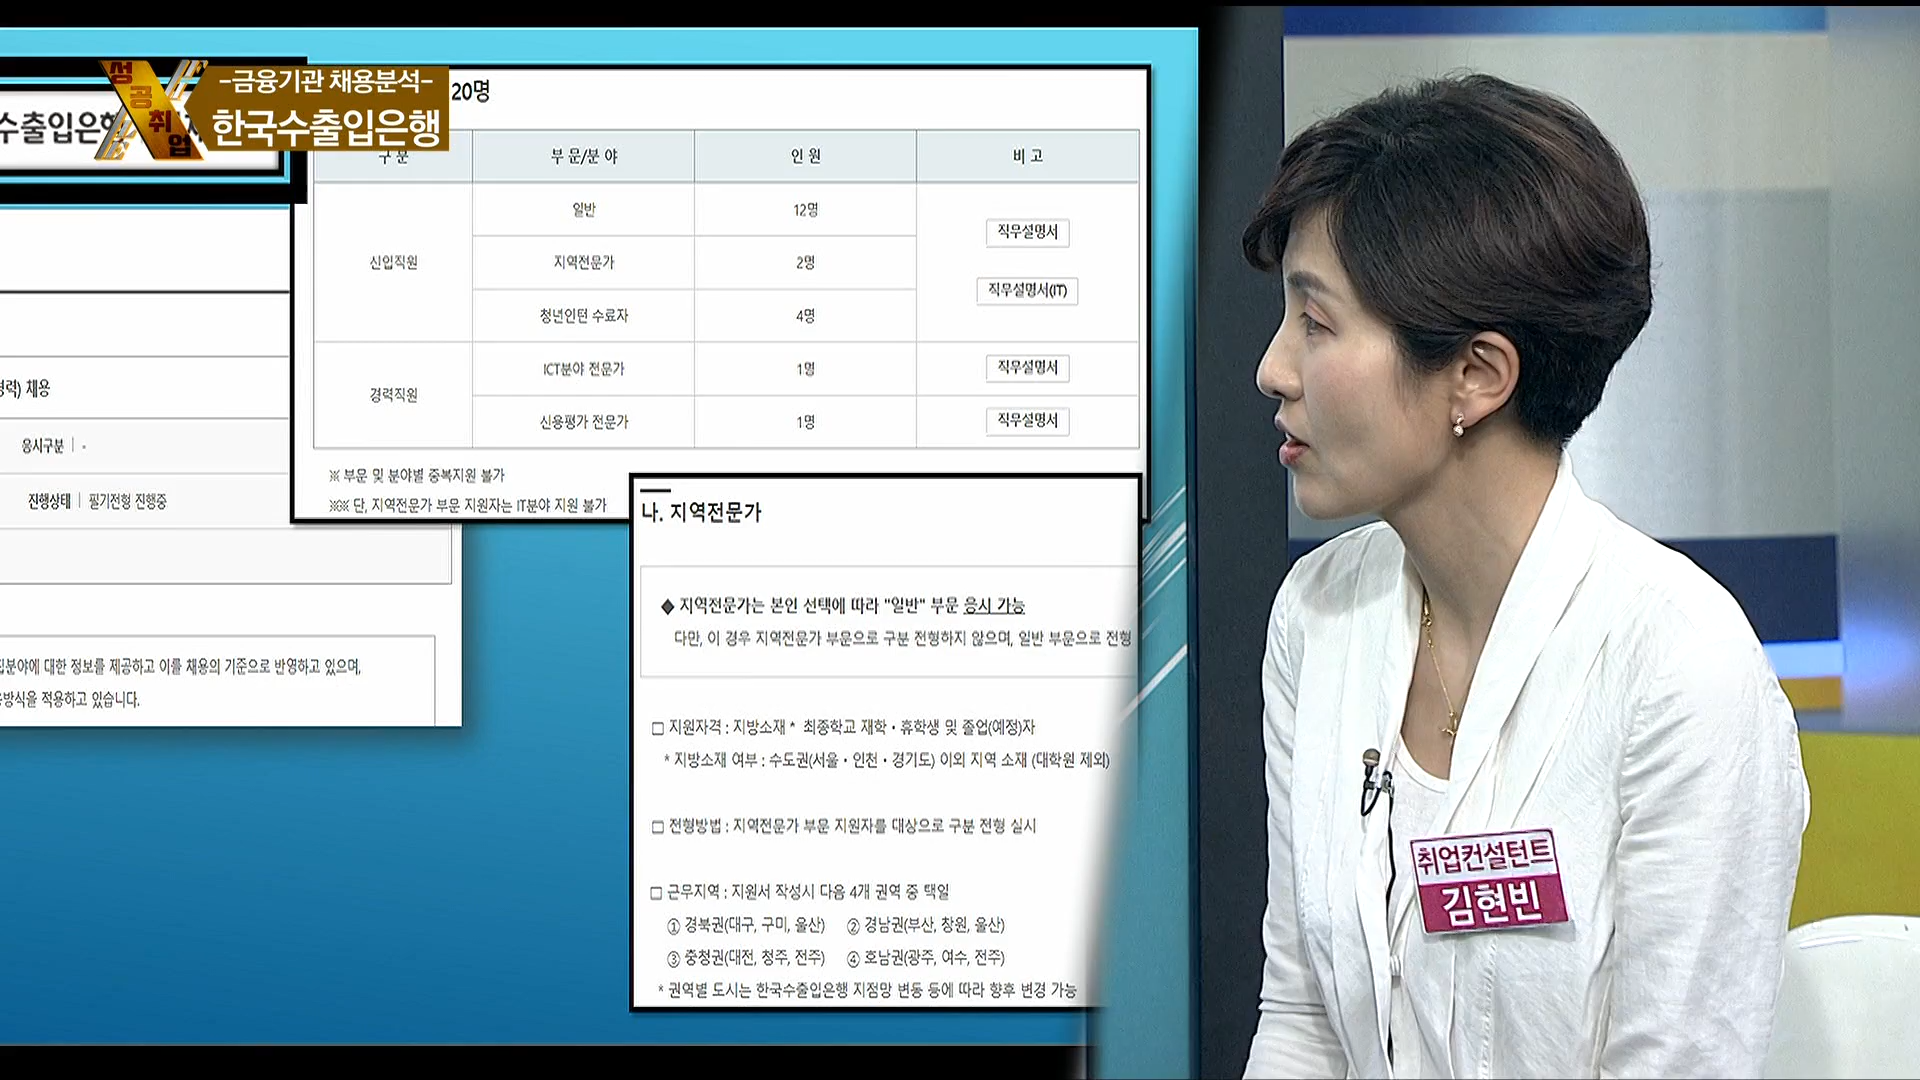 성공취업
-금융기관 채용분석-
한국수출입은행
수출입은행
20명
구 분 부 문/분 야 인 원 비 고
신입직원 일반 12명 직무설명서
지역전문가 2명 직무설명서(IT)
청년인턴 수료자 4명
경력직원 ICT분야 전문가 1명 직무설명서
신용평가 전문가 1명 직무설명서
※ 부문 및 분야별 중복지원 불가
※※ 단, 지역전문가 부문 지원자는 IT분야 지원 불가
경력) 채용
응시구분 | -
진행상태 | 필기전형 진행중
집분야에 대한 정보를 제공하고 이를 채용의 기준으로 반영하고 있으며,
용방식을 적용하고 있습니다.
나. 지역전문가
◆ 지역전문가는 본인 선택에 따라 "일반" 부문 응시 가능
다만, 이 경우 지역전문가 부문으로 구분 전형하지 않으며, 일반 부문으로 전형
□ 지원자격 : 지방소재 * 최종학교 재학・휴학생 및 졸업(예정)자
* 지방소재 여부 : 수도권(서울・인천・경기도) 이외 지역 소재 (대학원 제외)
□ 전형방법 : 지역전문가 부문 지원자를 대상으로 구분 전형 실시
□ 근무지역 : 지원서 작성시 다음 4개 권역 중 택일
① 경북권(대구, 구미, 울산) ② 경남권(부산, 창원, 울산)
③ 충청권(대전, 청주, 전주) ④ 호남권(광주, 여수, 전주)
* 권역별 도시는 한국수출입은행 지점망 변동 등에 따라 향후 변경 가능
취업컨설턴트
김현빈